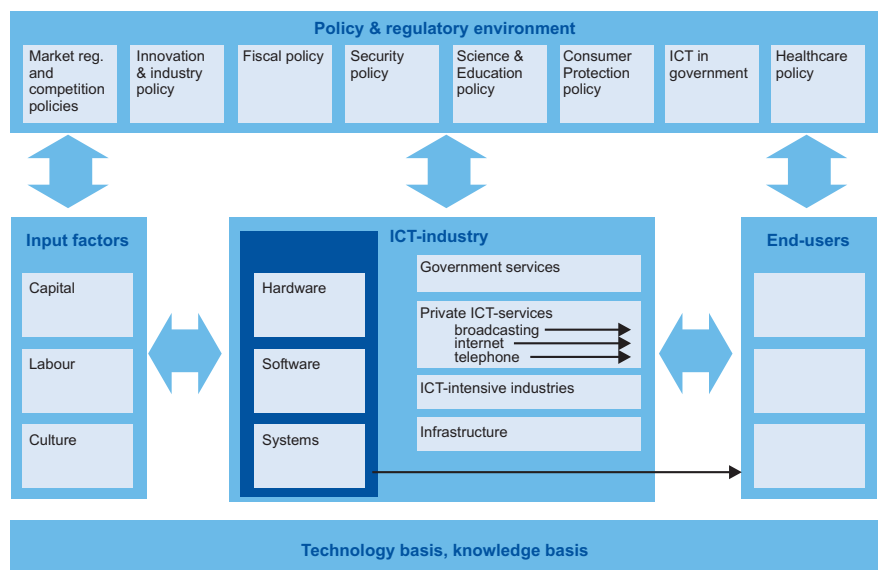 Policy & regulatory environment
Market reg.
and
competition
policies
Innovation
& industry
policy
Fiscal policy
Security
policy
Science &
Education
policy
Consumer
Protection
policy
ICT in
government
Healthcare
policy
Input factors
Capital
Labour
Culture
ICT-industry
Hardware
Software
Systems
Government services
Private ICT-services
broadcasting
internet
telephone
ICT-intensive industries
Infrastructure
End-users
Technology basis, knowledge basis